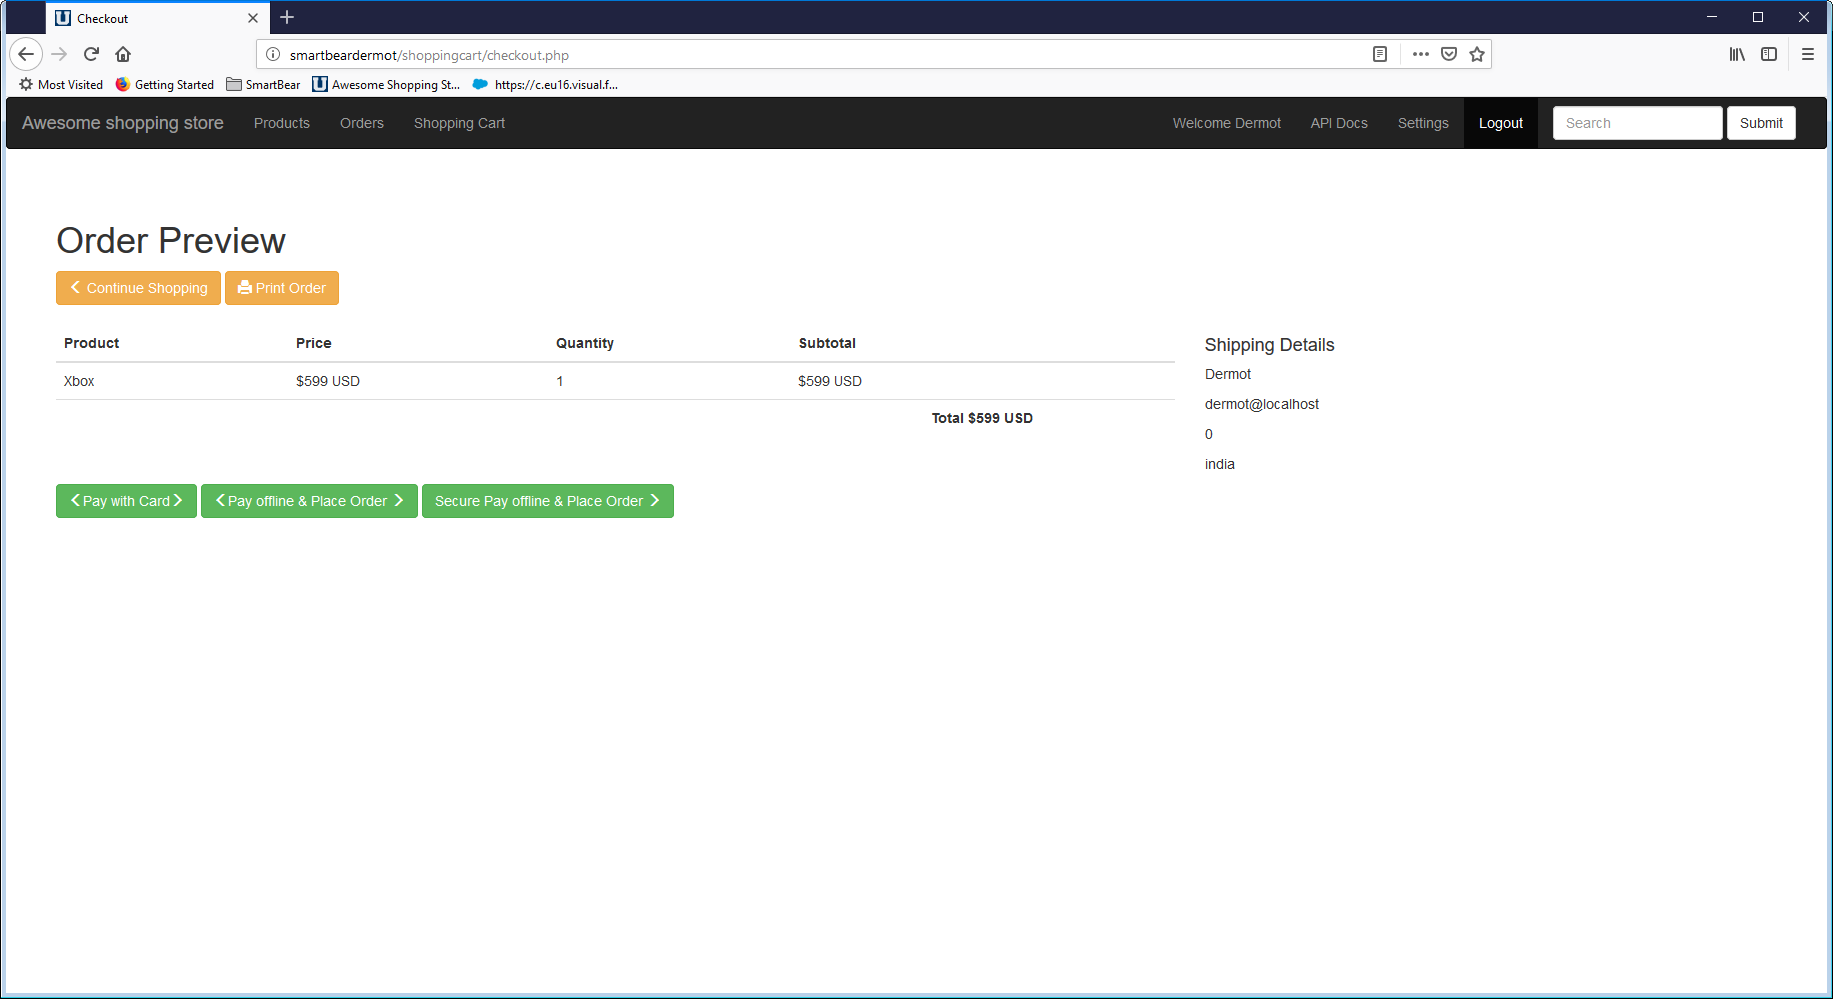 Checkout
smartbeardermot/shoppingcart/checkout.php
Most Visited Getting Started SmartBear Awesome Shopping St... https://c.eu16.visual.f...
Awesome shopping store Products Orders Shopping Cart Welcome Dermot API Docs Settings Logout Search Submit
Order Preview
Continue Shopping Print Order
Product Price Quantity Subtotal
Xbox $599 USD 1 $599 USD
Total $599 USD
Shipping Details
Dermot
dermot@localhost
0
india
Pay with Card Pay offline & Place Order Secure Pay offline & Place Order